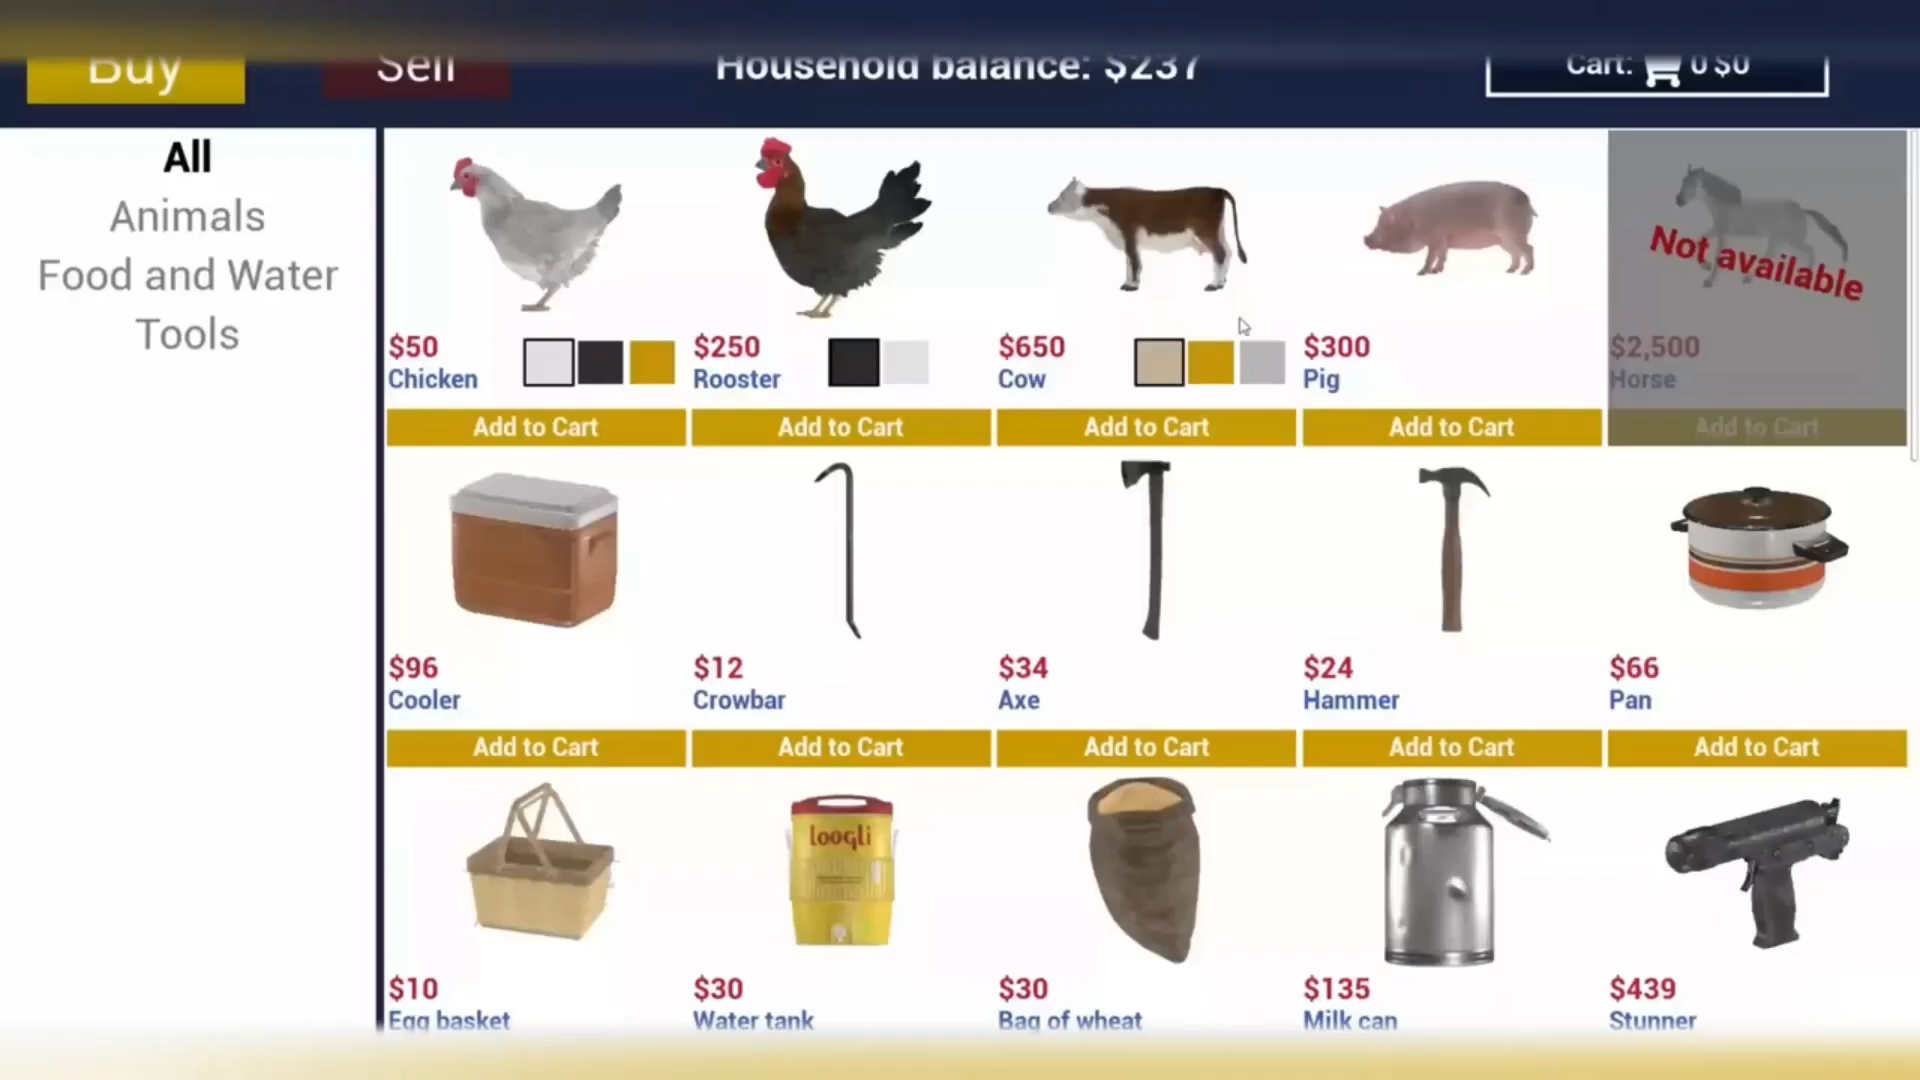 Buy
Sell
Household balance: $237
Cart: 0 $0
All
Animals
Food and Water
Tools
$50
Chicken
$250
Rooster
$650
Cow
$300
Pig
Not available
$2,500
Horse
Add to Cart
Add to Cart
Add to Cart
Add to Cart
Add to Cart
$96
Cooler
$12
Crowbar
$34
Axe
$24
Hammer
$66
Pan
Add to Cart
Add to Cart
Add to Cart
Add to Cart
Add to Cart
loogli
$10
Egg basket
$30
Water tank
$30
Bag of wheat
$135
Milk can
$439
Stunner